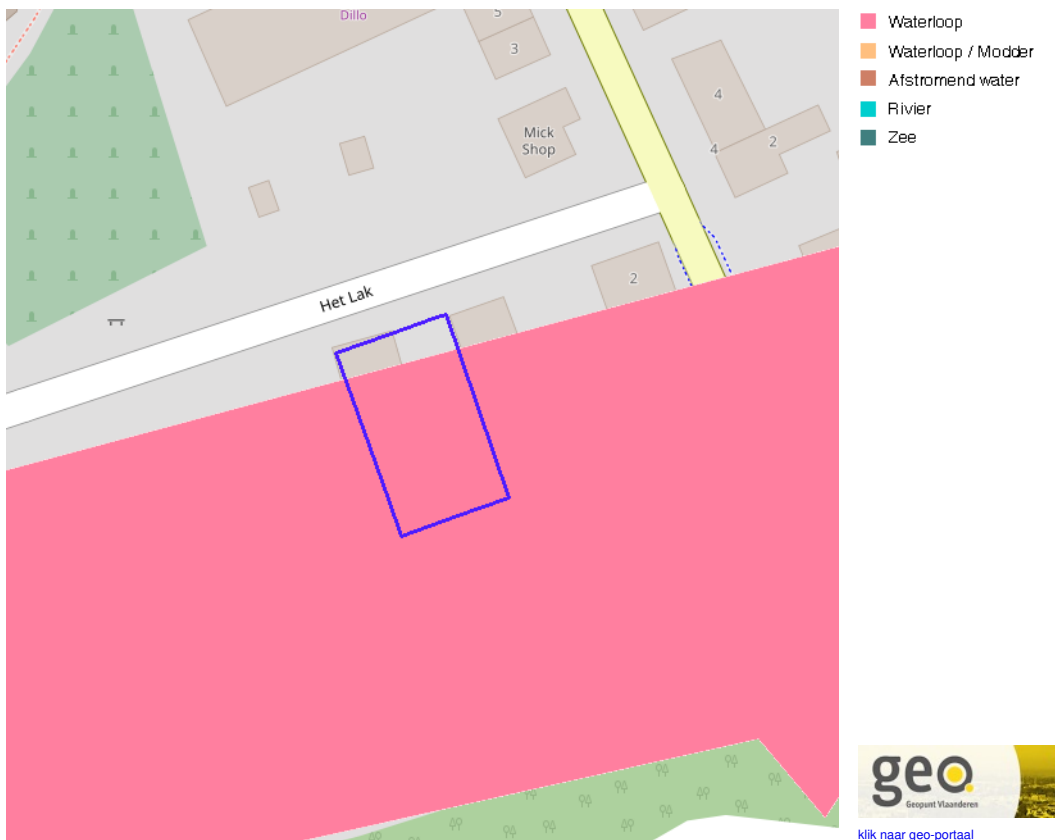 Dillo
5
3
Mick
Shop
4
4
2
2
Het Lak
Waterloop
Waterloop / Modder
Afstromend water
Rivier
Zee
geo
Geopunt Vlaanderen
klik naar geo-portaal